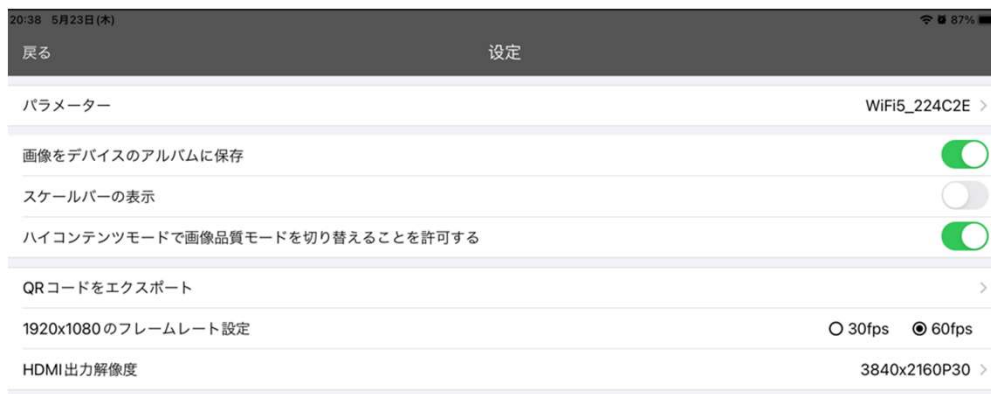 20:38 5月23日(木) 87%
戻る 设定
パラメーター WiFi5_224C2E
画像をデバイスのアルバムに保存
スケールバーの表示
ハイコンテンツモードで画像品質モードを切り替えることを許可する
QRコードをエクスポート
1920x1080のフレームレート設定 30fps 60fps
HDMI出力解像度 3840x2160P30